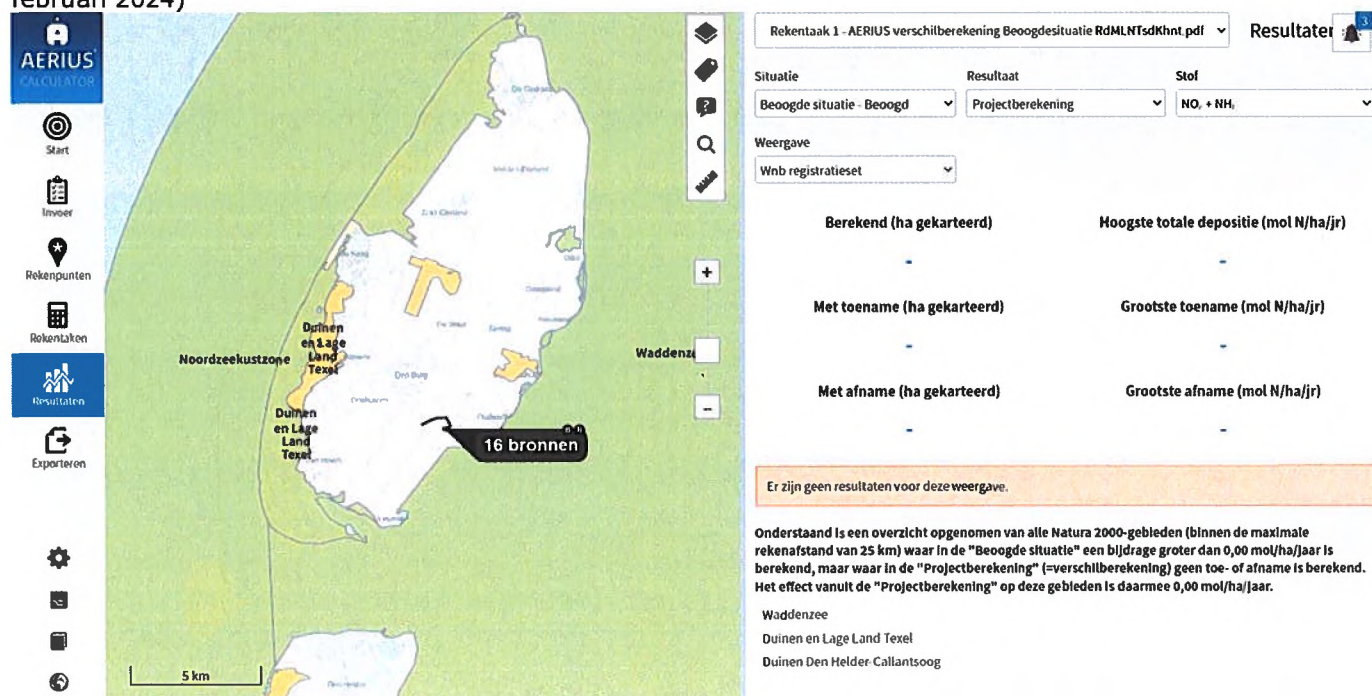 februari 2024)
AERIUS
CALCULATOR
Start
Invoer
Rekenpunten
Rekentaken
Resultaten
Exporteren
Noordzeekustzone
Duinen
en Lage
Land
Texel
Duinen
en Lage
Land
Texel
Den Burg
16 bronnen
5 km
Rekentaak 1 - AERIUS verschilberekening Beoogdesituatie RdMLNTsdKhnt.pdf
3
Situatie
Resultaat
Stof
Beoogde situatie - Beoogd
Projectberekening
Weergave
Wnb registratieset
Berekend (ha gekarteerd)
Hoogste totale depositie (mol N/ha/jr)
-
-
Met toename (ha gekarteerd)
Grootste toename (mol N/ha/jr)
-
-
Met afname (ha gekarteerd)
Grootste afname (mol N/ha/jr)
-
-
Er zijn geen resultaten voor deze weergave.
Onderstaand is een overzicht opgenomen van alle Natura 2000-gebieden (binnen de maximale
rekenafstand van 25 km) waar in de "Beoogde situatie" een bijdrage groter dan 0,00 mol/ha/jaar is
berekend, maar waar in de "Projectberekening" (=verschilberekening) geen toe- of afname is berekend.
Het effect vanuit de "Projectberekening" op deze gebieden is daarmee 0,00 mol/ha/jaar.
Waddenzee
Duinen en Lage Land Texel
Duinen Den Helder-Callantsoog